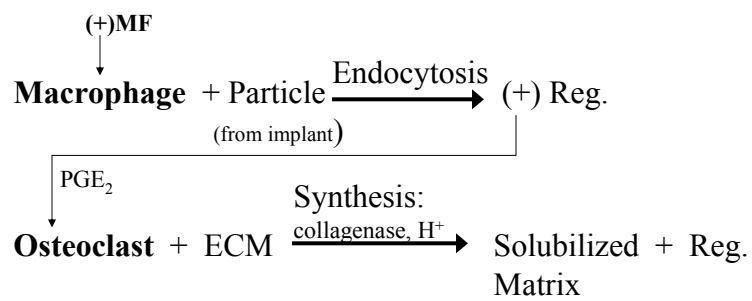 (+)MF
Macrophage + Particle Endocytosis (+) Reg.
(from implant)
PGE₂
Synthesis:
Osteoclast + ECM collagenase, H⁺ Solubilized + Reg.
Matrix